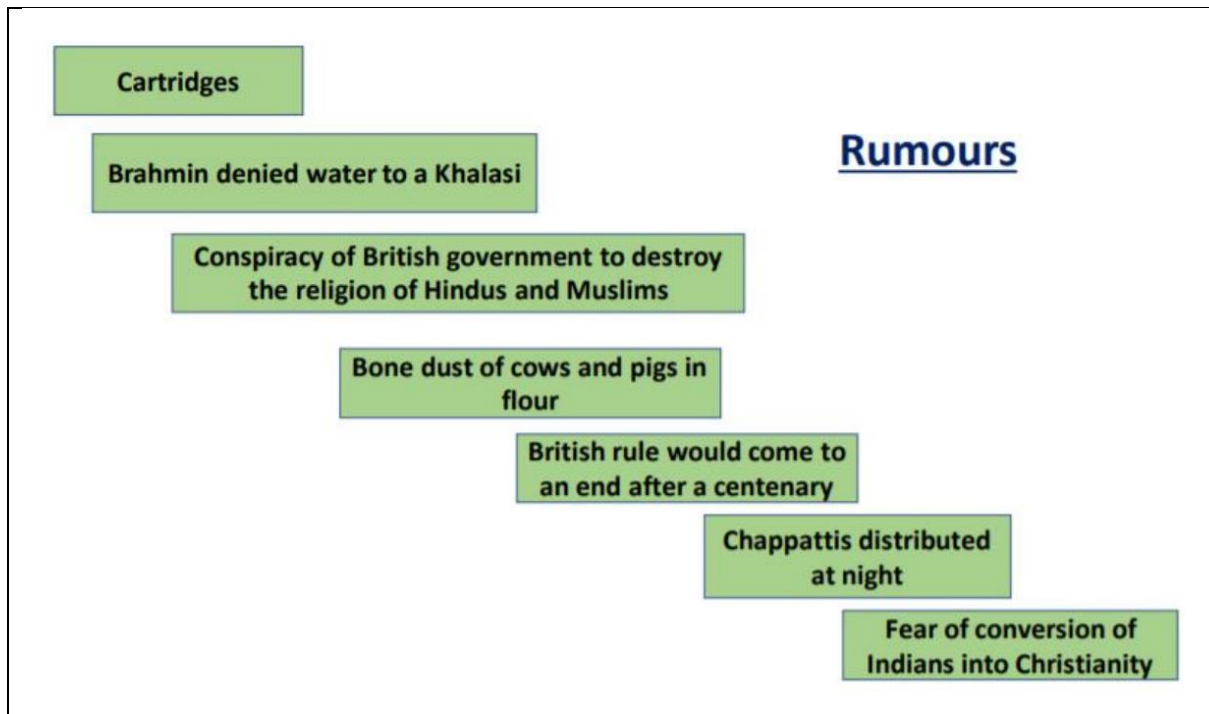 Cartridges
Rumours
Brahmin denied water to a Khalasi
Conspiracy of British government to destroy
the religion of Hindus and Muslims
Bone dust of cows and pigs in
flour
British rule would come to
an end after a centenary
Chappattis distributed
at night
Fear of conversion of
Indians into Christianity